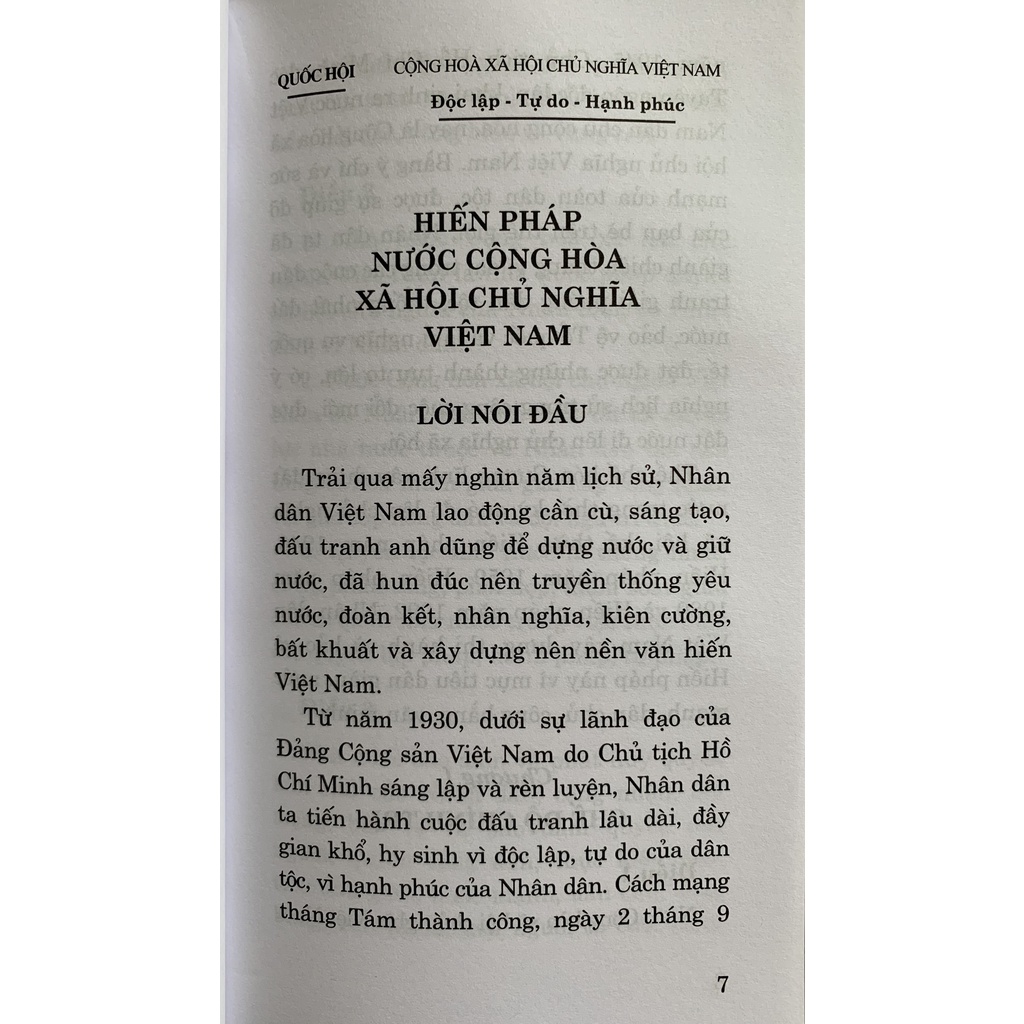 QUỐC HỘI CỘNG HOÀ XÃ HỘI CHỦ NGHĨA VIỆT NAM
Độc lập - Tự do - Hạnh phúc
HIẾN PHÁP
NƯỚC CỘNG HÒA
XÃ HỘI CHỦ NGHĨA
VIỆT NAM
LỜI NÓI ĐẦU
Trải qua mấy nghìn năm lịch sử, Nhân
dân Việt Nam lao động cần cù, sáng tạo,
đấu tranh anh dũng để dựng nước và giữ
nước, đã hun đúc nên truyền thống yêu
nước, đoàn kết, nhân nghĩa, kiên cường,
bất khuất và xây dựng nên nền văn hiến
Việt Nam.
Từ năm 1930, dưới sự lãnh đạo của
Đảng Cộng sản Việt Nam do Chủ tịch Hồ
Chí Minh sáng lập và rèn luyện, Nhân dân
ta tiến hành cuộc đấu tranh lâu dài, đầy
gian khổ, hy sinh vì độc lập, tự do của dân
tộc, vì hạnh phúc của Nhân dân. Cách mạng
tháng Tám thành công, ngày 2 tháng 9
7